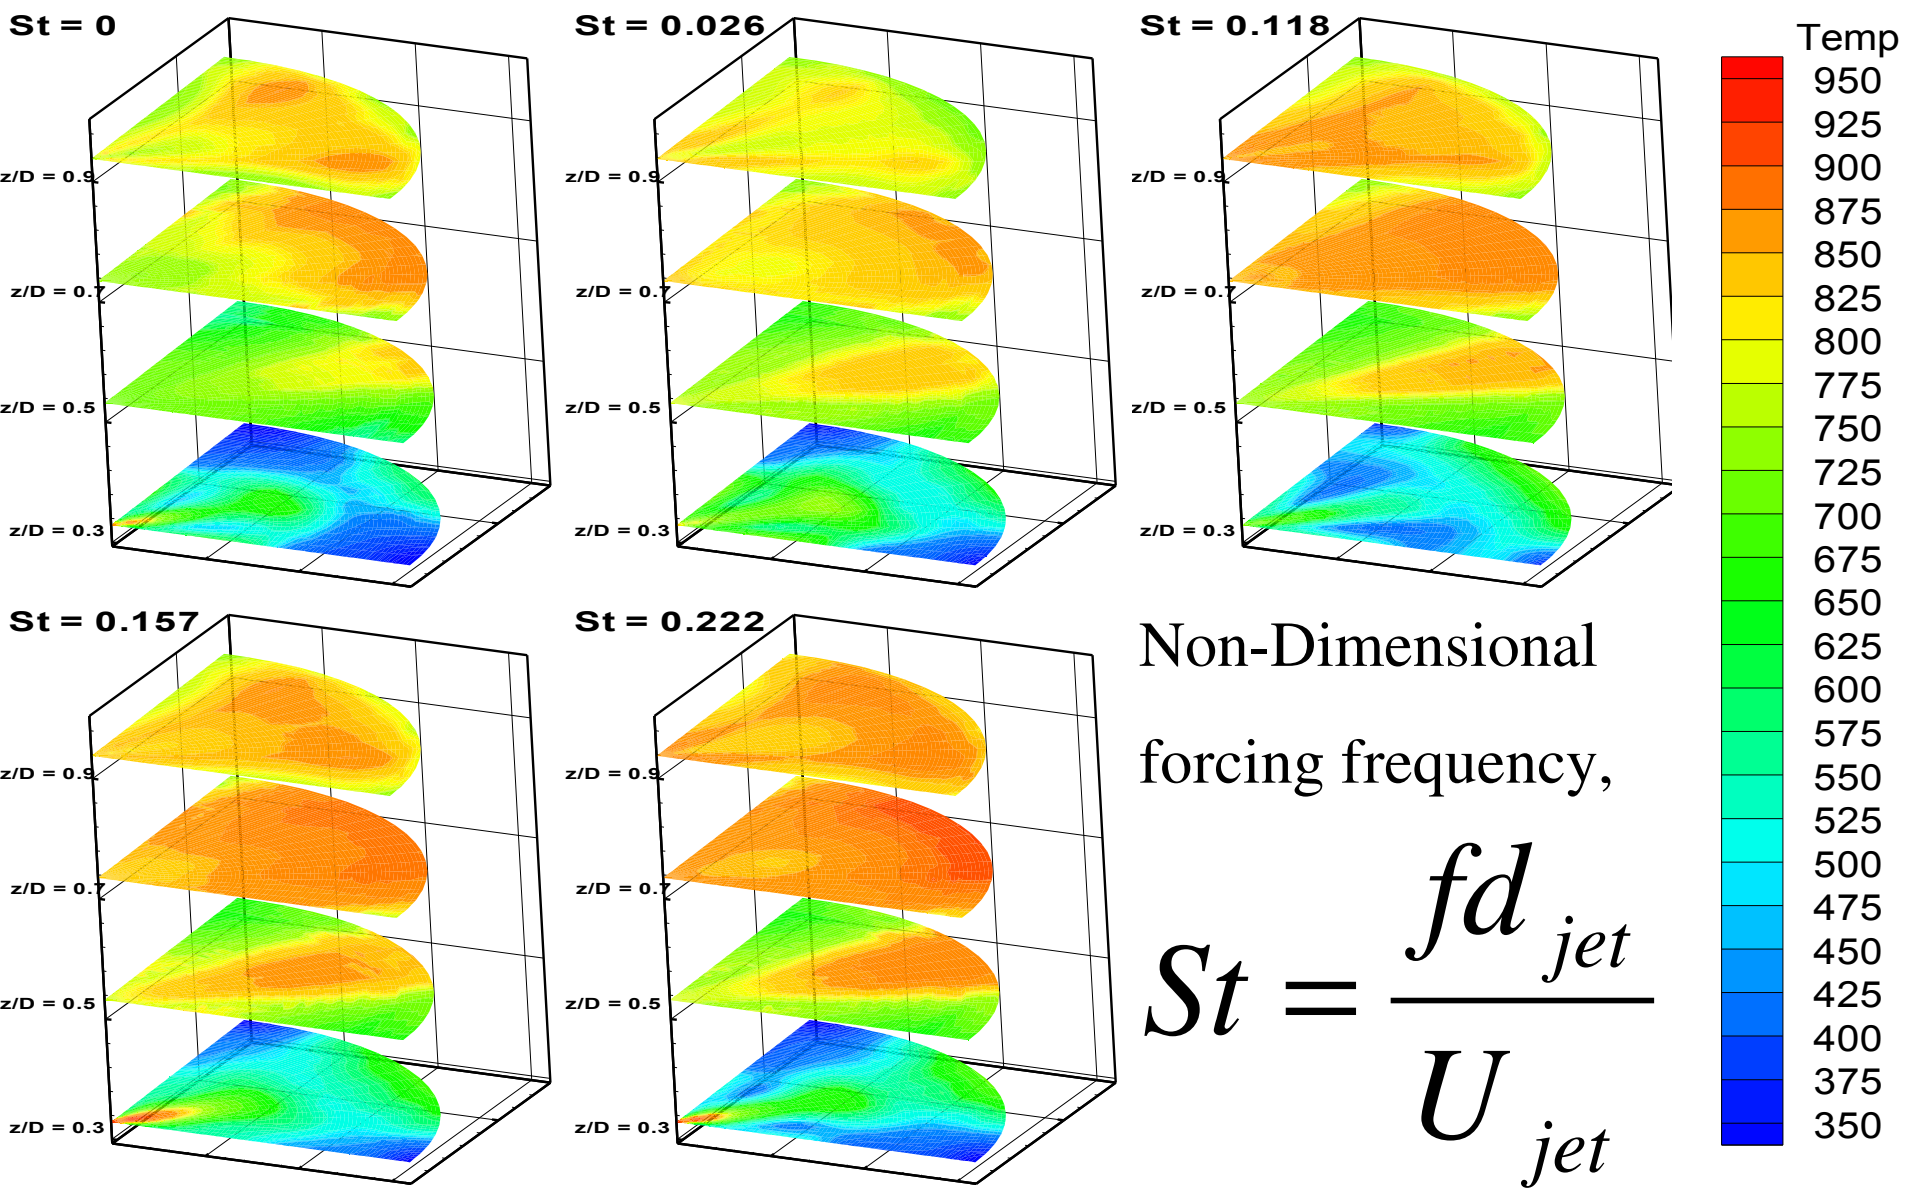 St = 0
z/D = 0.9
z/D = 0.7
z/D = 0.5
z/D = 0.3
St = 0.026
z/D = 0.9
z/D = 0.7
z/D = 0.5
z/D = 0.3
St = 0.118
z/D = 0.9
z/D = 0.7
z/D = 0.5
z/D = 0.3
St = 0.157
z/D = 0.9
z/D = 0.7
z/D = 0.5
z/D = 0.3
St = 0.222
z/D = 0.9
z/D = 0.7
z/D = 0.5
z/D = 0.3
Non-Dimensional
forcing frequency,
fd jet
St =
U jet
Temp
950
925
900
875
850
825
800
775
750
725
700
675
650
625
600
575
550
525
500
475
450
425
400
375
350